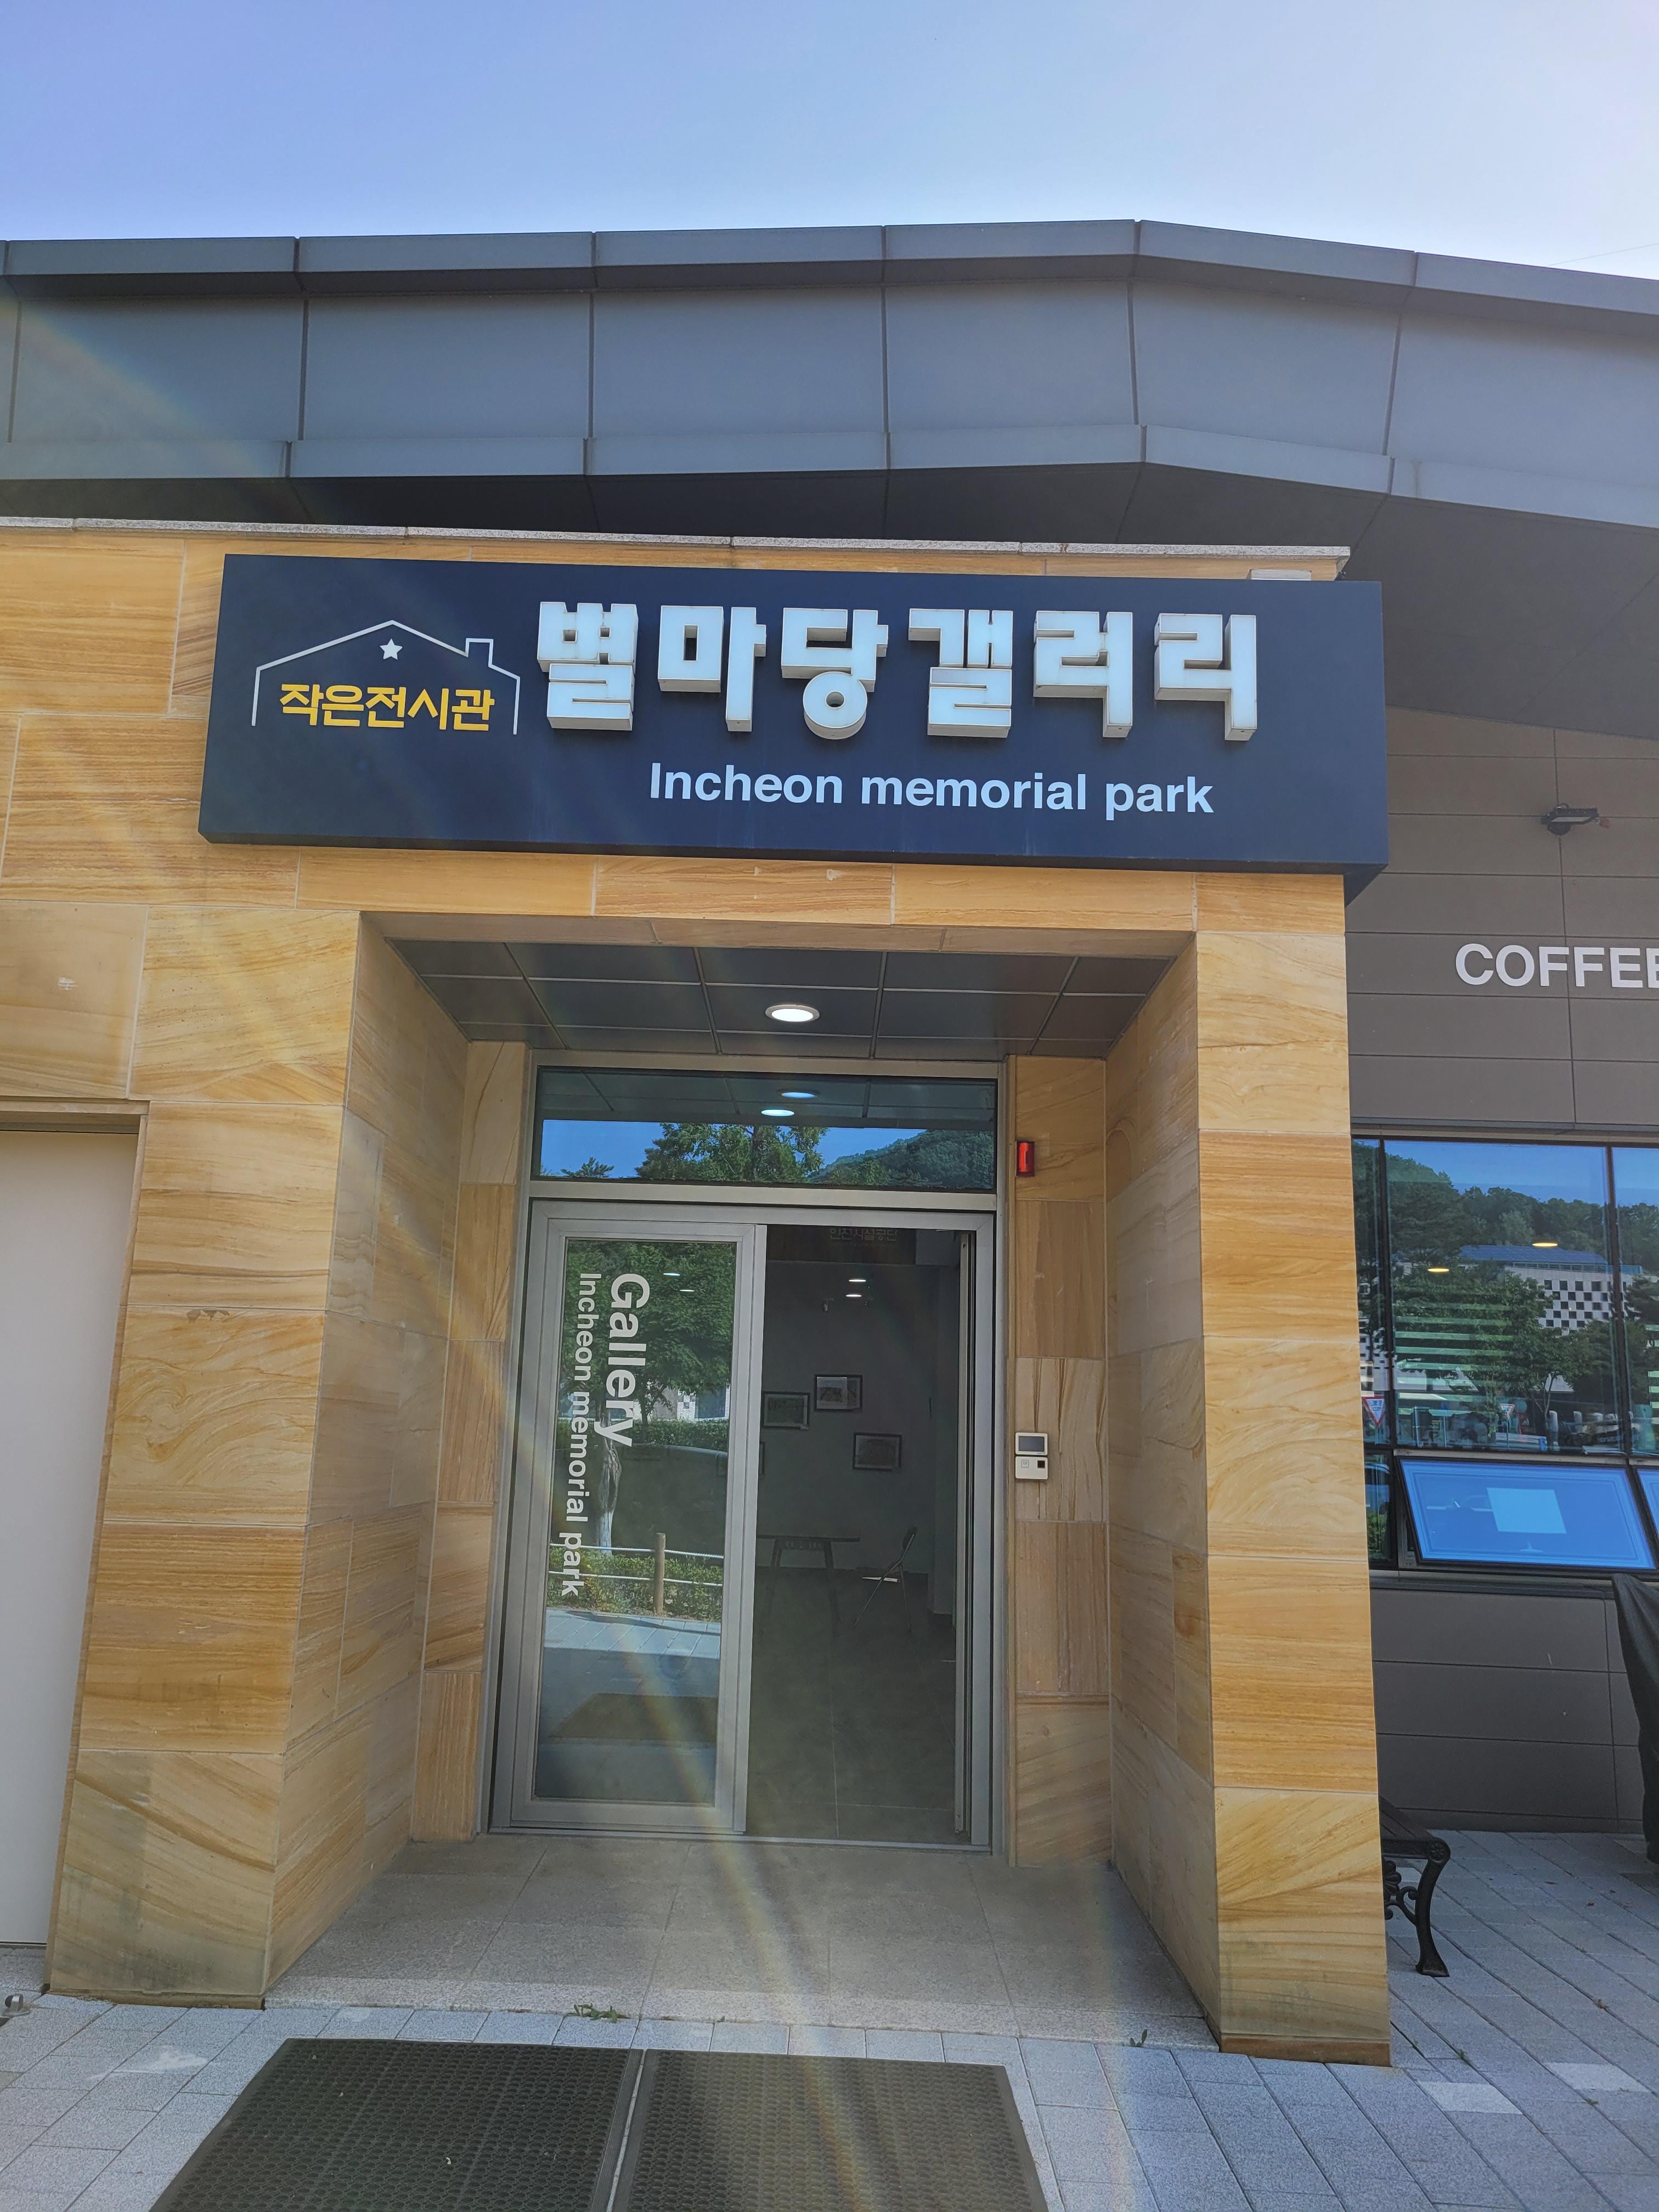 작은전시관
별마당갤러리
Incheon memorial park
COFFEE
Gallery
Incheon memorial park